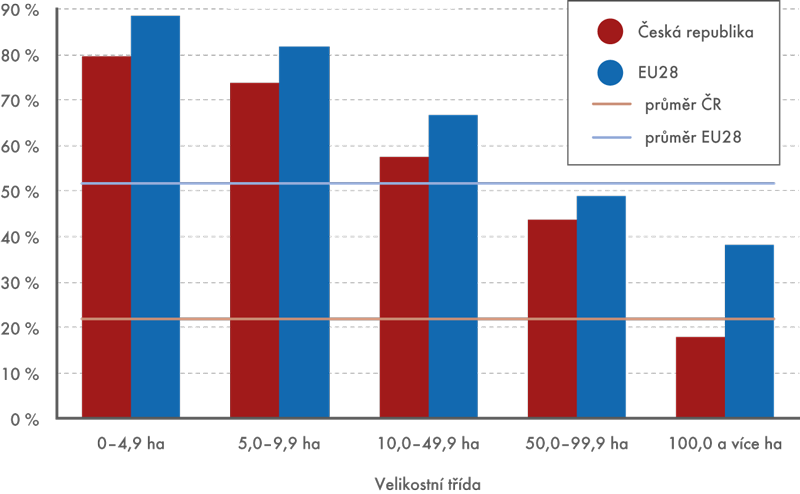 90 %
80 %
70 %
60 %
50 %
40 %
30 %
20 %
10 %
0 %
Česká republika
EU28
průměr ČR
průměr EU28
0–4,9 ha
5,0–9,9 ha
10,0–49,9 ha
50,0–99,9 ha
100,0 a více ha
Velikostní třída